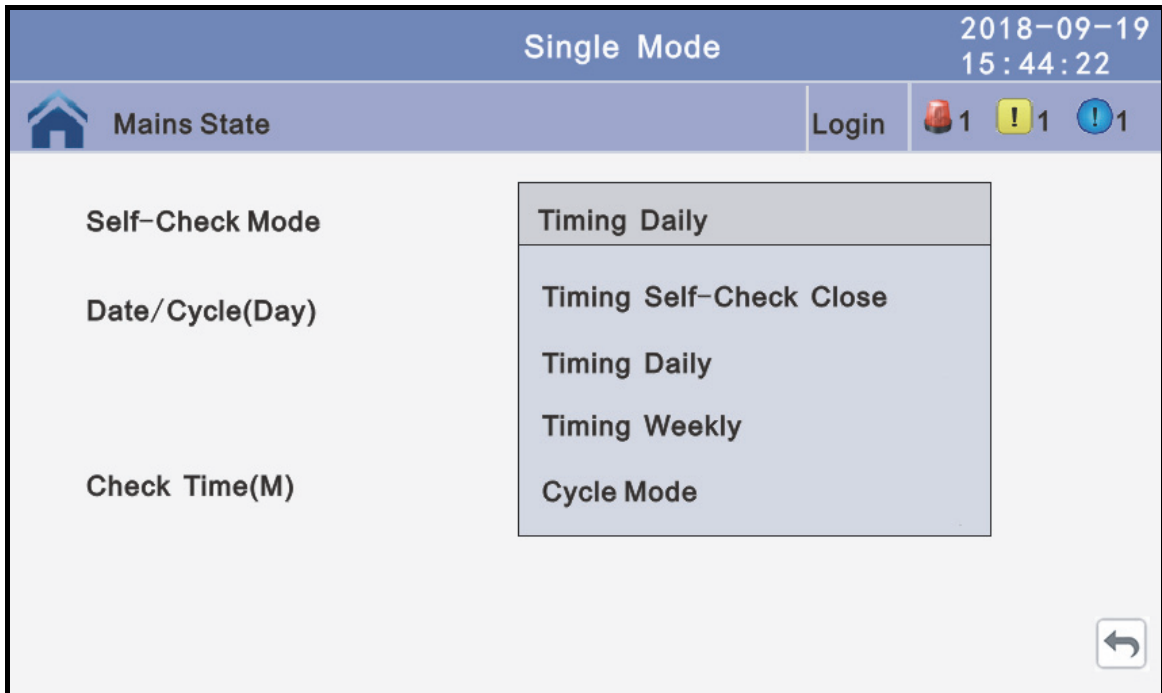 Single Mode
2018-09-19
15:44:22
Mains State
Login
1
! 1
! 1
Self-Check Mode
Timing Daily
Timing Self-Check Close
Date/Cycle(Day)
Timing Daily
Timing Weekly
Check Time(M)
Cycle Mode